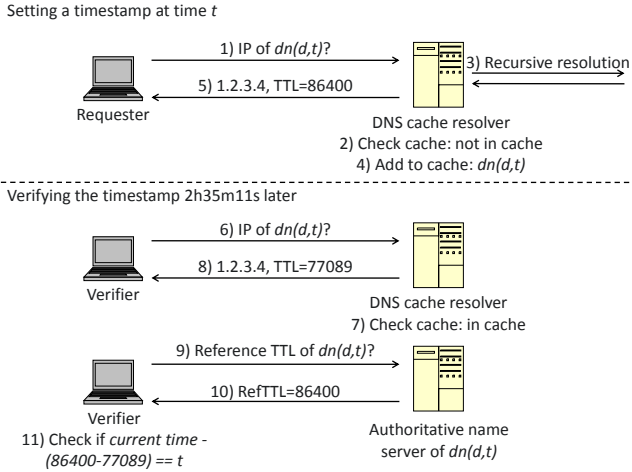 Setting a timestamp at time t
1) IP of dn(d,t)?
3) Recursive resolution
5) 1.2.3.4, TTL=86400
Requester
DNS cache resolver
2) Check cache: not in cache
4) Add to cache: dn(d,t)
Verifying the timestamp 2h35m11s later
6) IP of dn(d,t)?
8) 1.2.3.4, TTL=77089
Verifier
DNS cache resolver
7) Check cache: in cache
9) Reference TTL of dn(d,t)?
10) RefTTL=86400
Verifier
11) Check if current time -
(86400-77089) == t
Authoritative name
server of dn(d,t)